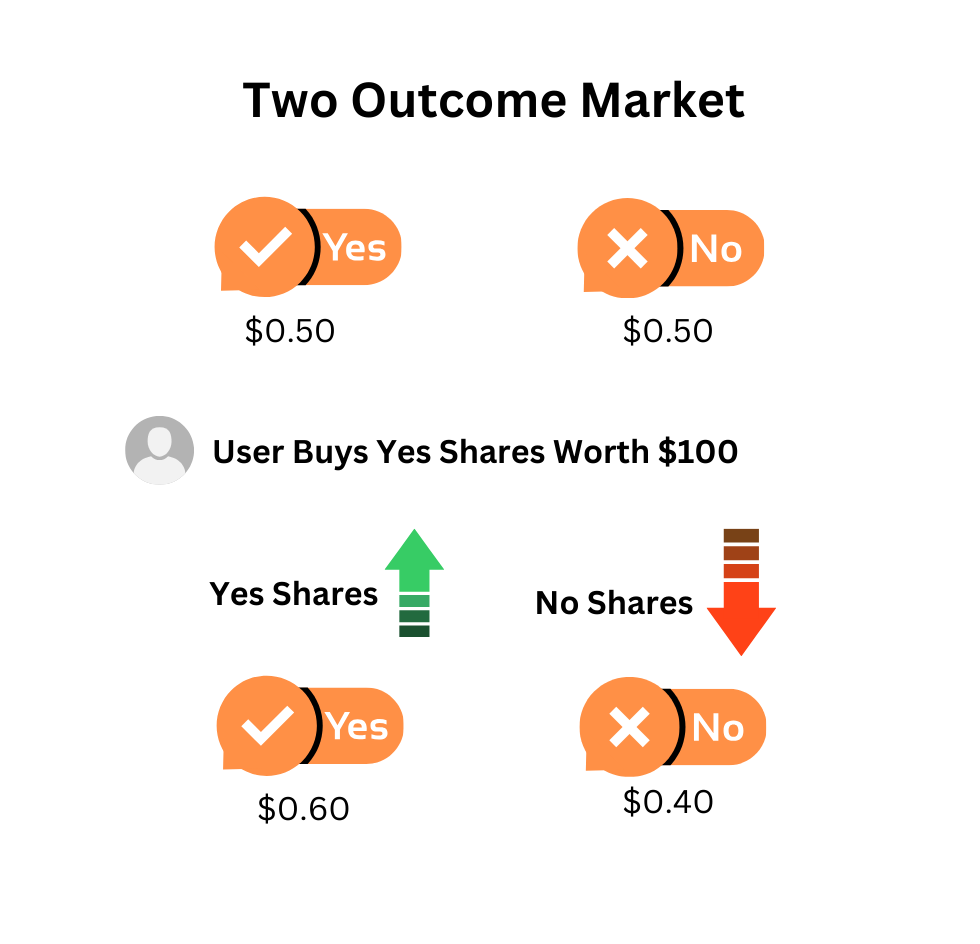 Two Outcome Market
Yes
No
$0.50
$0.50
User Buys Yes Shares Worth $100
Yes Shares
No Shares
Yes
No
$0.60
$0.40